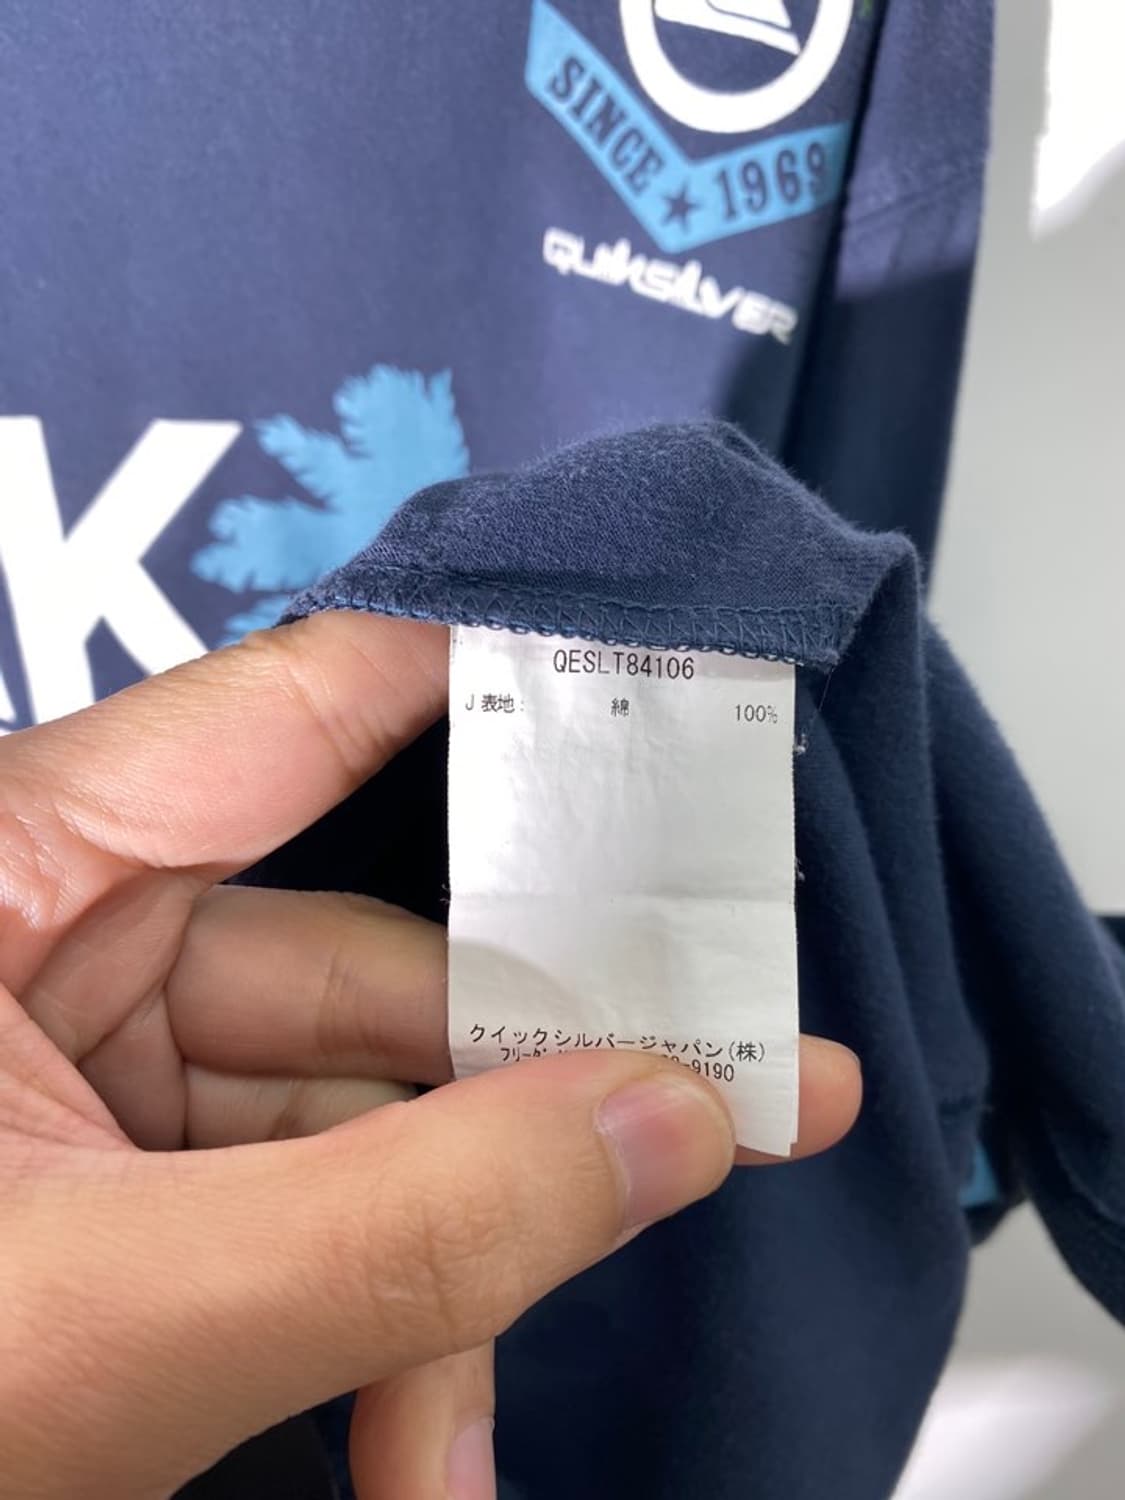 SINCE ★ 1969
QUIKSILVER
K
QESLT84106
J 表地: 綿 100%
クイックシルバージャパン(株)
-9190